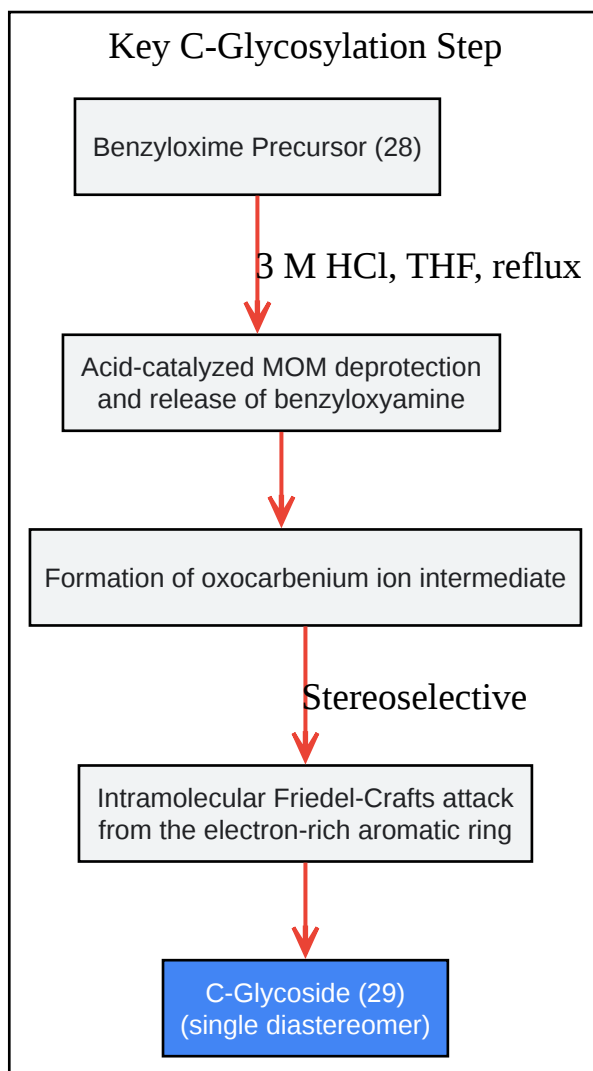 Key C-Glycosylation Step
Benzyloxime Precursor (28)
3 M HCl, THF, reflux
Acid-catalyzed MOM deprotection
and release of benzyloxyamine
Formation of oxocarbenium ion intermediate
Stereoselective
Intramolecular Friedel-Crafts attack
from the electron-rich aromatic ring
C-Glycoside (29)
(single diastereomer)